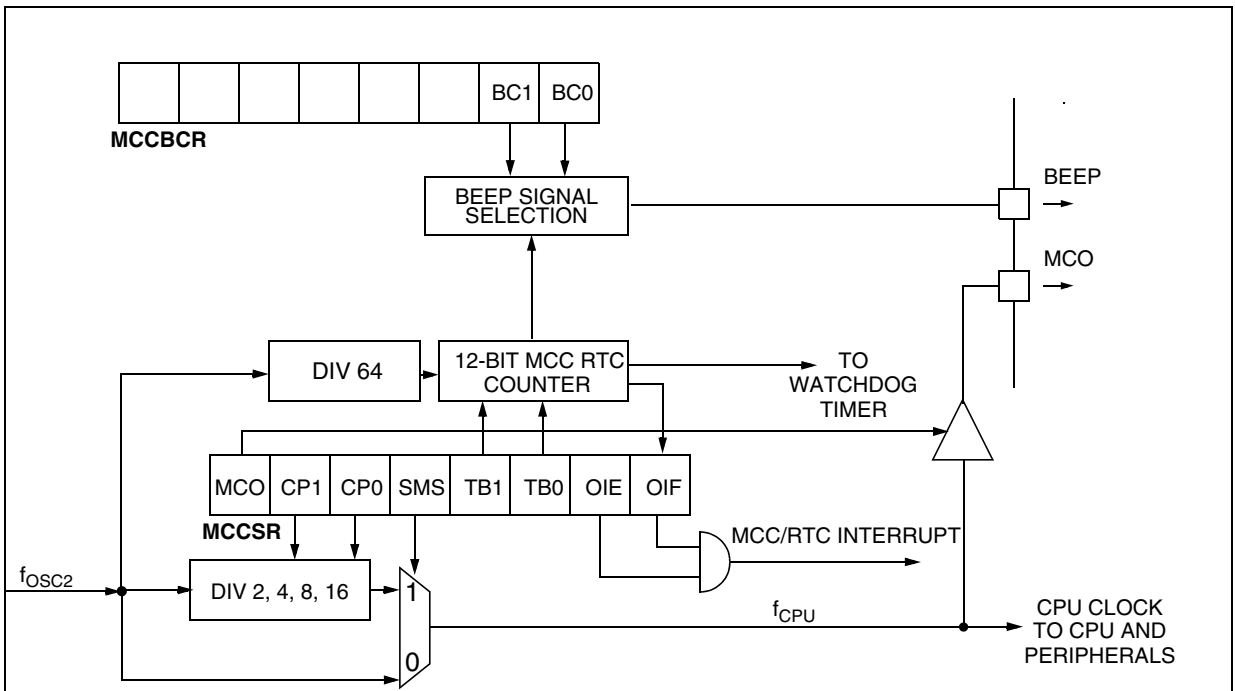 BC1 BC0
MCCBCR
BEEP SIGNAL
SELECTION
BEEP
MCO
DIV 64
12-BIT MCC RTC
COUNTER
TO
WATCHDOG
TIMER
MCO CP1 CP0 SMS TB1 TB0 OIE OIF
MCCSR
MCC/RTC INTERRUPT
fOSC2
DIV 2, 4, 8, 16
1
0
fCPU
CPU CLOCK
TO CPU AND
PERIPHERALS